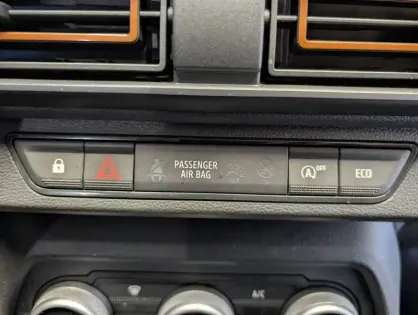 PASSENGER
AIR BAG
A OFF
ECO
A/C